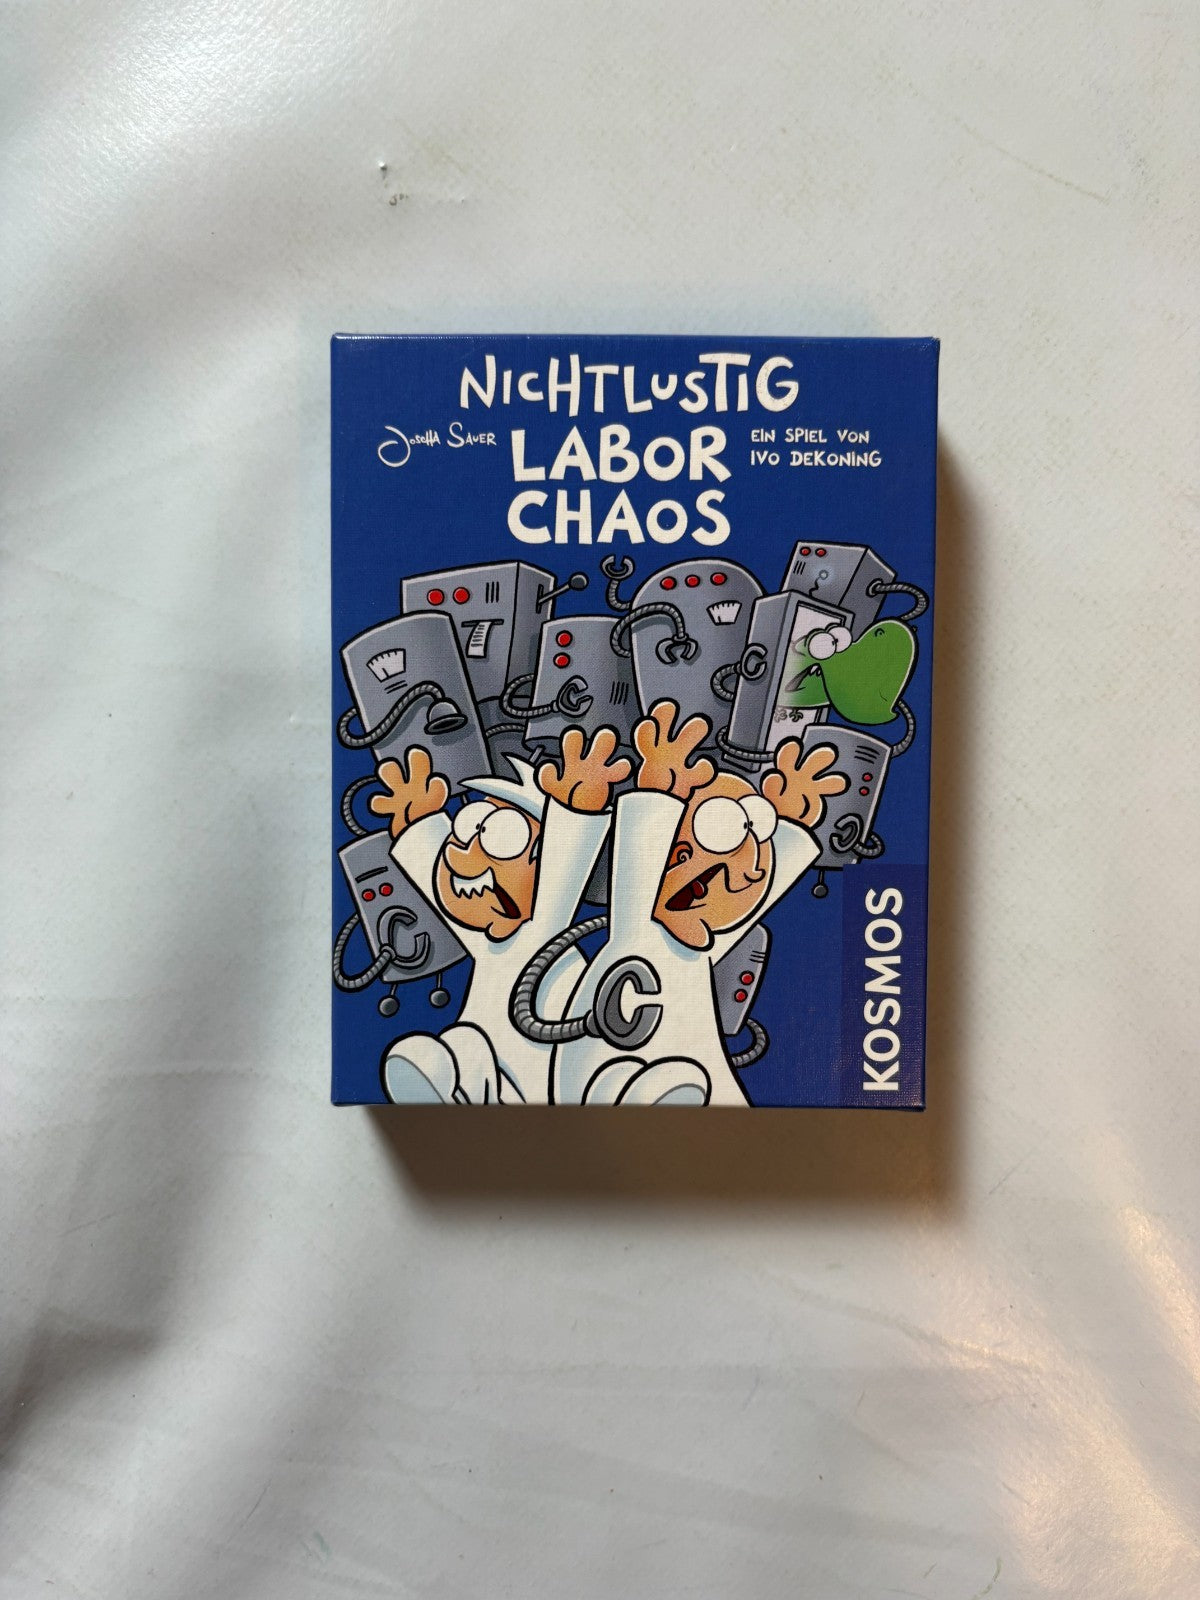 NICHTLUSTIG
JOSCHA SAUER
LABOR
CHAOS
EIN SPIEL VON
IVO DEKONING
KOSMOS